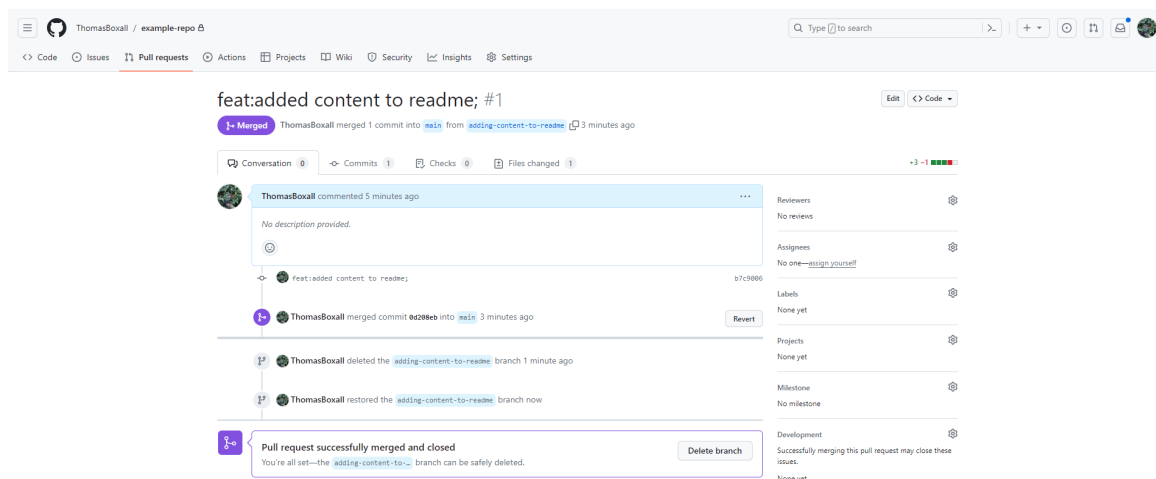 ThomasBoxall / example-repo
Type / to search
Code Issues Pull requests Actions Projects Wiki Security Insights Settings
feat:added content to readme; #1
Edit <> Code
Merged ThomasBoxall merged 1 commit into main from adding-content-to-readme 3 minutes ago
Conversation 0 Commits 1 Checks 0 Files changed 1 +3 −1
ThomasBoxall commented 5 minutes ago ...
No description provided.
feat:added content to readme; b7c9006
ThomasBoxall merged commit 0d208eb into main 3 minutes ago Revert
ThomasBoxall deleted the adding-content-to-readme branch 1 minute ago
ThomasBoxall restored the adding-content-to-readme branch now
Pull request successfully merged and closed
You're all set—the adding-content-to-… branch can be safely deleted.
Delete branch
Reviewers
No reviews
Assignees
No one—assign yourself
Labels
None yet
Projects
None yet
Milestone
No milestone
Development
Successfully merging this pull request may close these
issues.
None yet